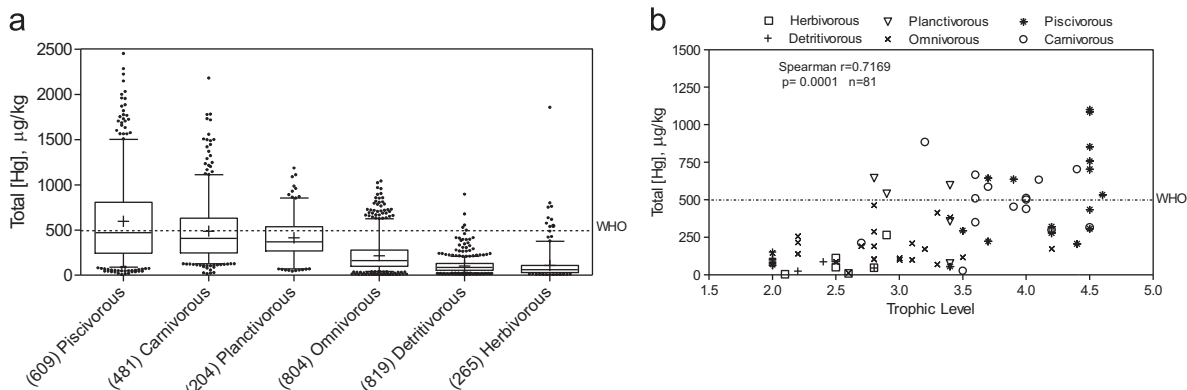 a
Total [Hg], µg/kg
2500
2000
1500
1000
500
0
WHO
(609) Piscivorous
(481) Carnivorous
(204) Planctivorous
(804) Omnivorous
(819) Detritivorous
(265) Herbivorous
b
Herbivorous
Planctivorous
Piscivorous
Detritivorous
Omnivorous
Carnivorous
Spearman r=0.7169
p= 0.0001 n=81
Total [Hg], µg/kg
1500
1250
1000
750
500
250
0
WHO
1.5 2.0 2.5 3.0 3.5 4.0 4.5 5.0
Trophic Level